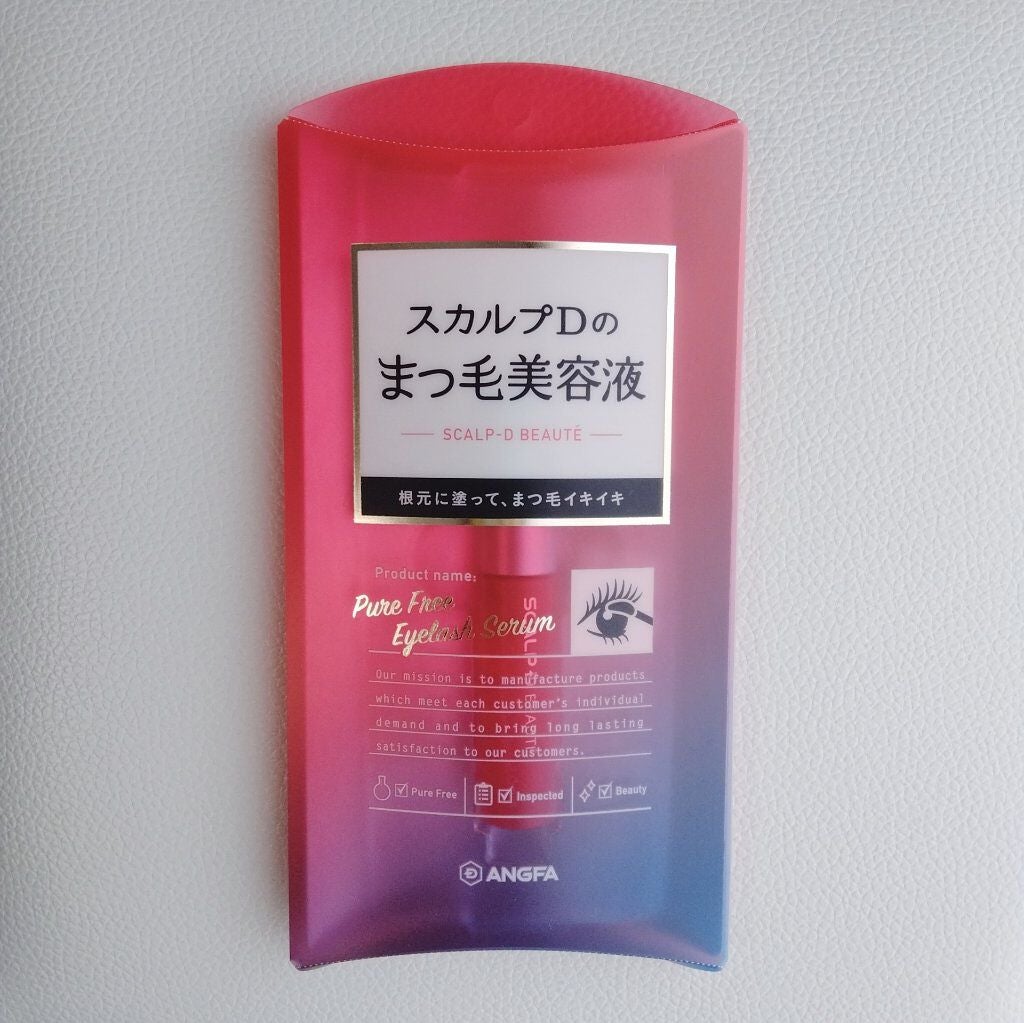 スカルプDの
まつ毛美容液
SCALP-D BEAUTÉ
根元に塗って、まつ毛イキイキ
Product name:
Pure Free
Eyelash Serum
Our mission is to manufacture products
which meet each customer's individual
demand and to bring long lasting
satisfaction to our customers.
Pure Free
Inspected
Beauty
ANGFA